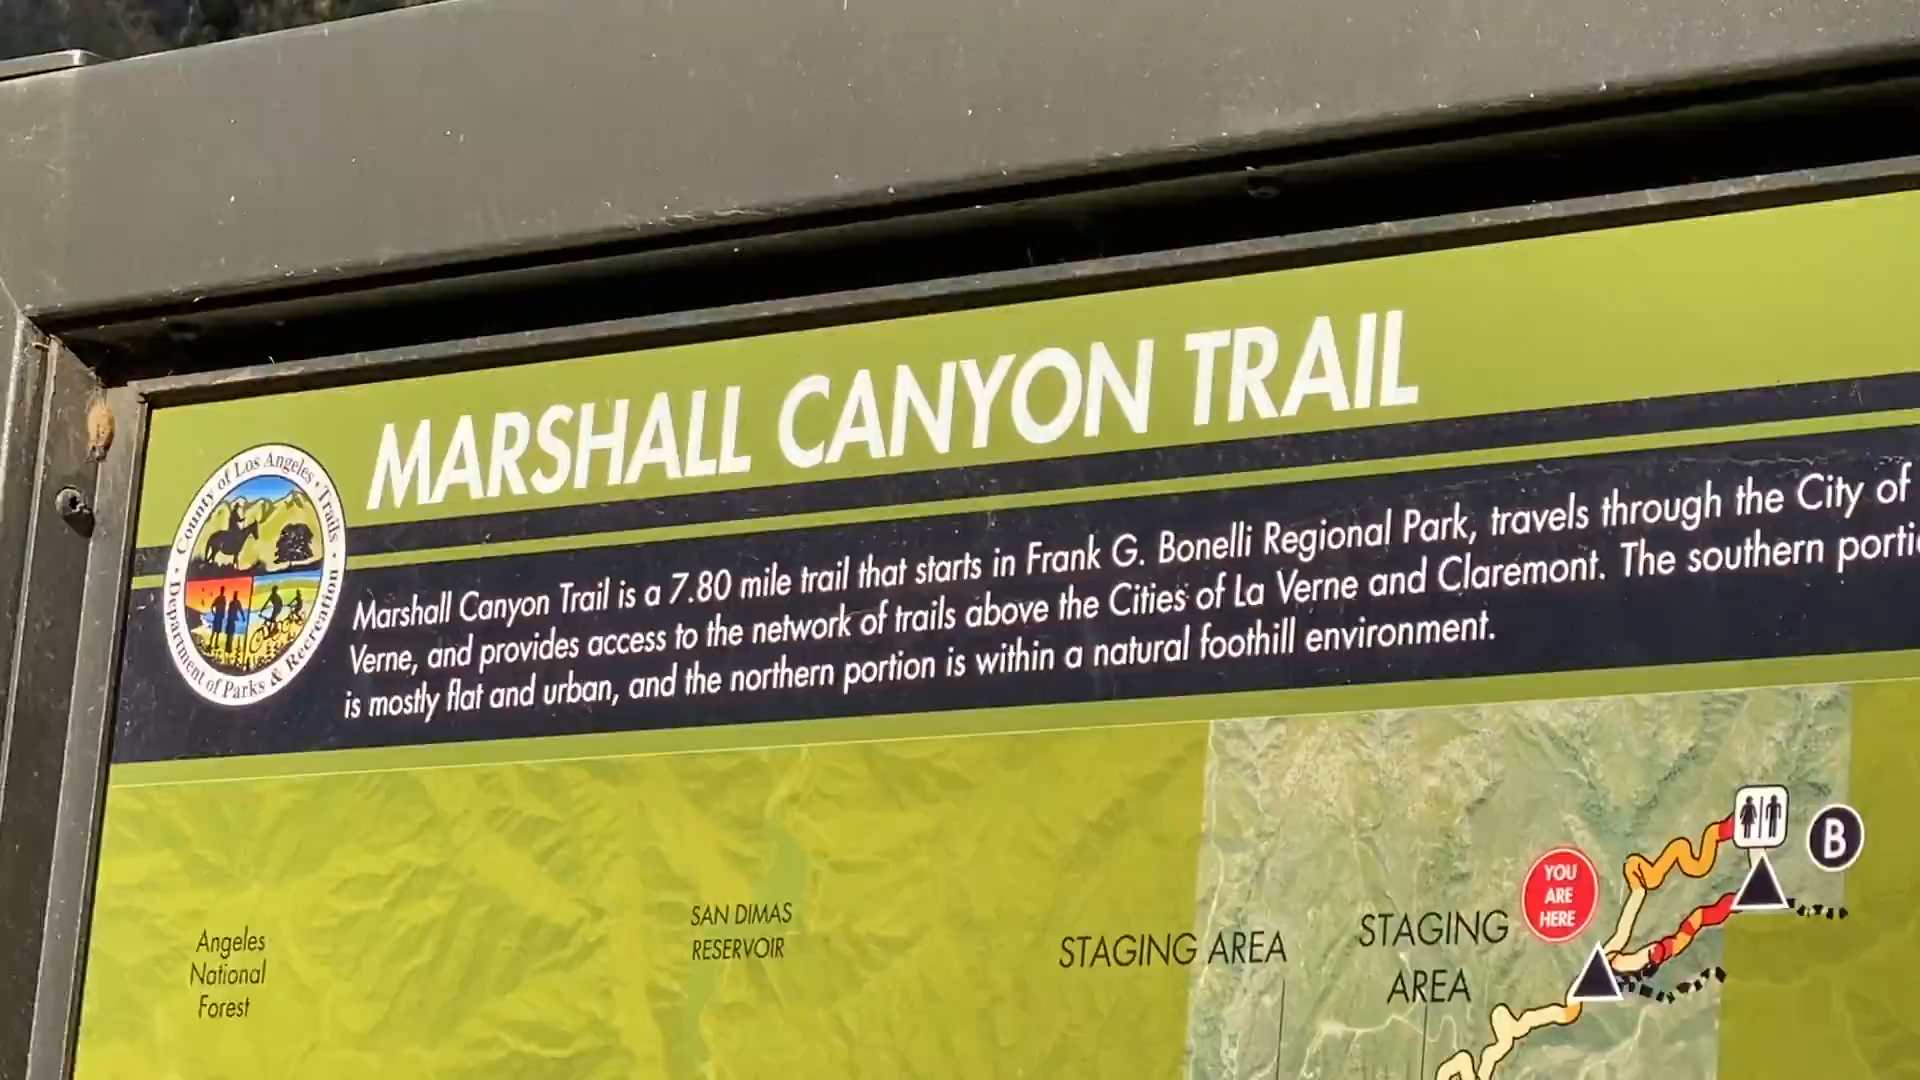 MARSHALL CANYON TRAIL
County of Los Angeles • Trails •
Department of Parks & Recreation •
Marshall Canyon Trail is a 7.80 mile trail that starts in Frank G. Bonelli Regional Park, travels through the City of
Verne, and provides access to the network of trails above the Cities of La Verne and Claremont. The southern porti
is mostly flat and urban, and the northern portion is within a natural foothill environment.
B
YOU
ARE
HERE
Angeles
National
Forest
SAN DIMAS
RESERVOIR
STAGING AREA
STAGING
AREA